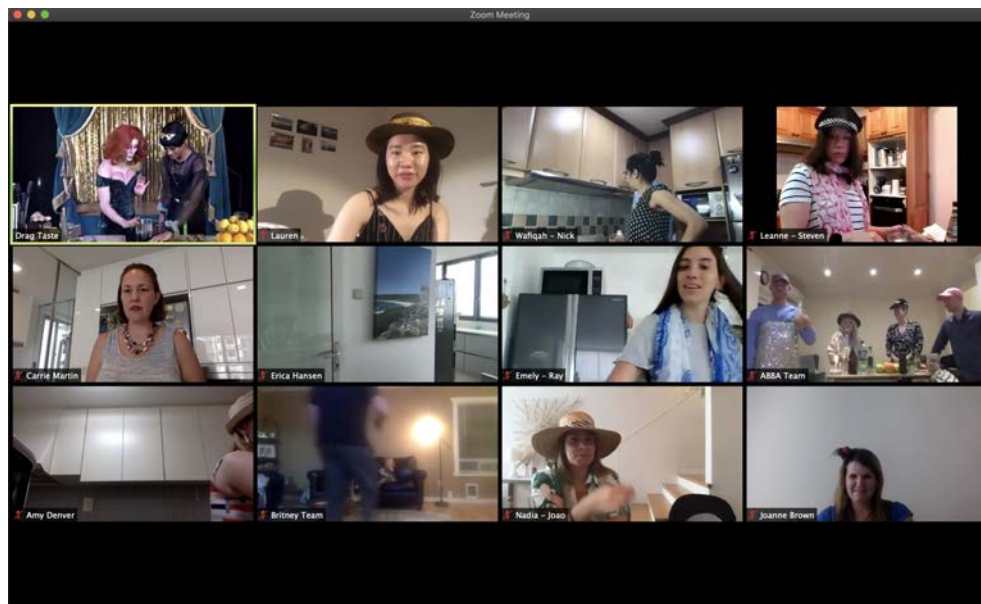 Zoom Meeting
Drag Taste
Lauren
Wafiqah - Nick
Leanne - Steven
Carrie Martin
Erica Hansen
Emely - Ray
ABBA Team
Amy Denver
Britney Team
Nadia - Joao
Joanne Brown